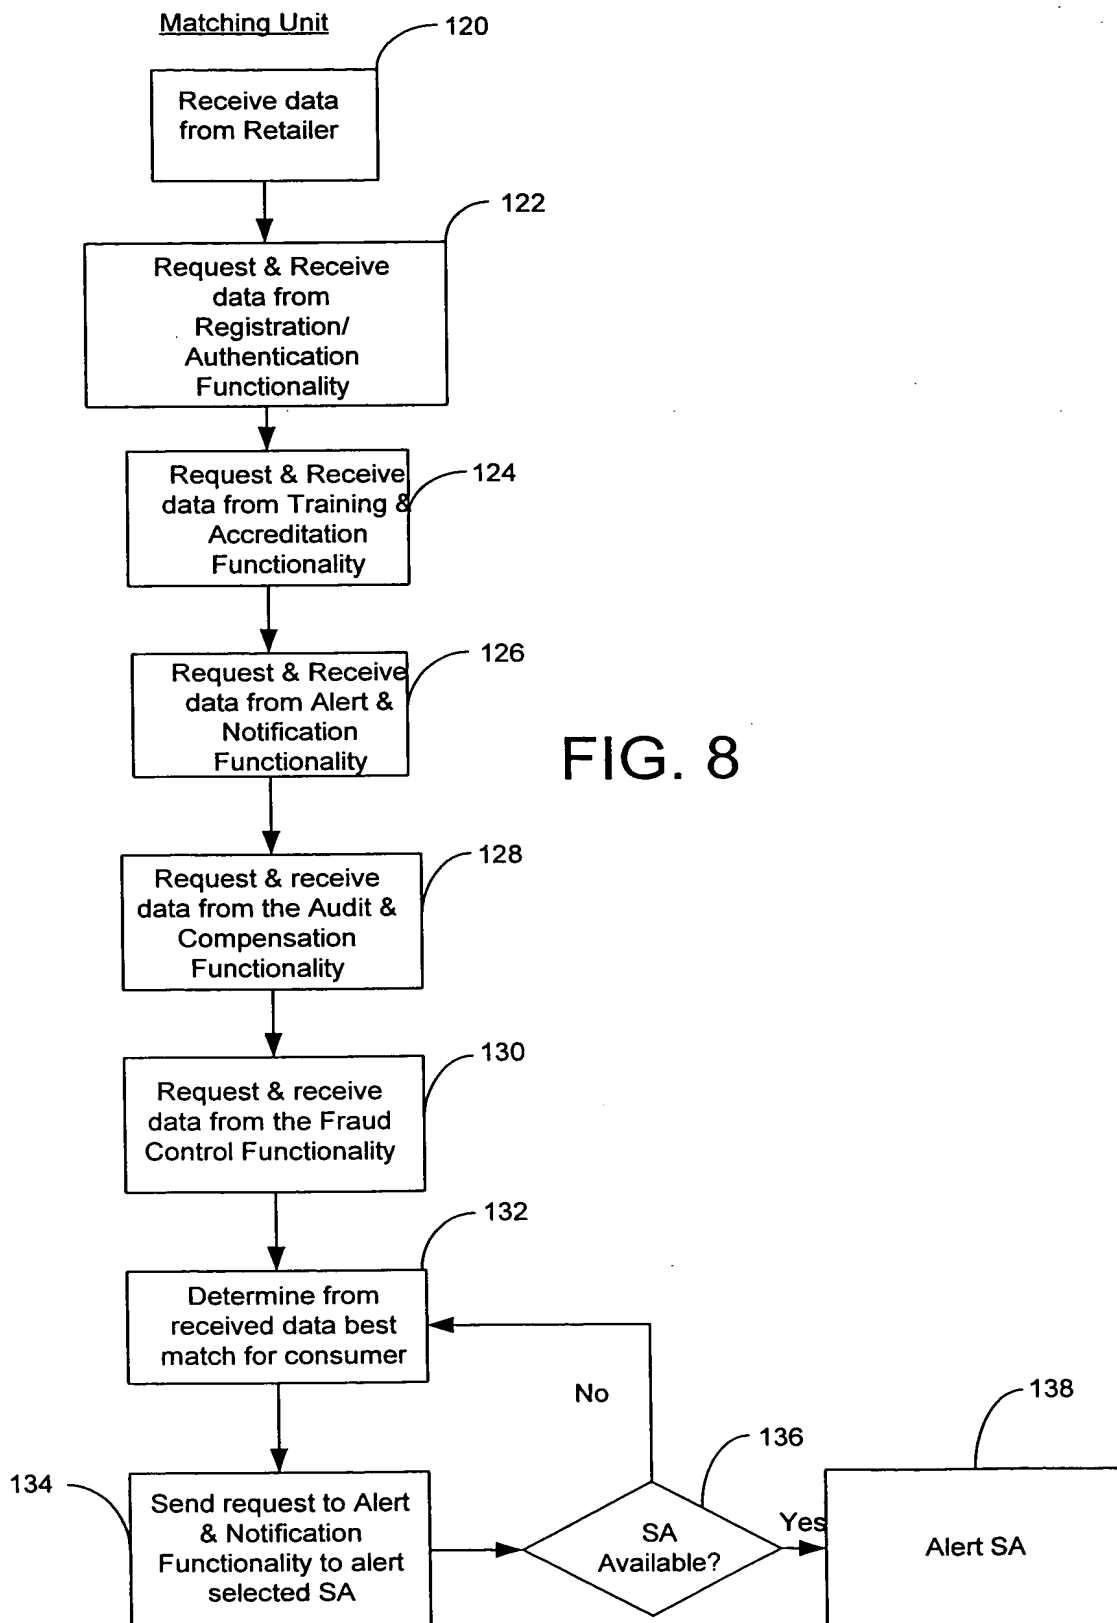 Matching Unit
120
Receive data
from Retailer
122
Request & Receive
data from
Registration/
Authentication
Functionality
124
Request & Receive
data from Training &
Accreditation
Functionality
126
Request & Receive
data from Alert &
Notification
Functionality
FIG. 8
128
Request & receive
data from the Audit &
Compensation
Functionality
130
Request & receive
data from the Fraud
Control Functionality
132
Determine from
received data best
match for consumer
No
138
136
134
Send request to Alert
& Notification
Functionality to alert
selected SA
SA
Available?
Yes
Alert SA